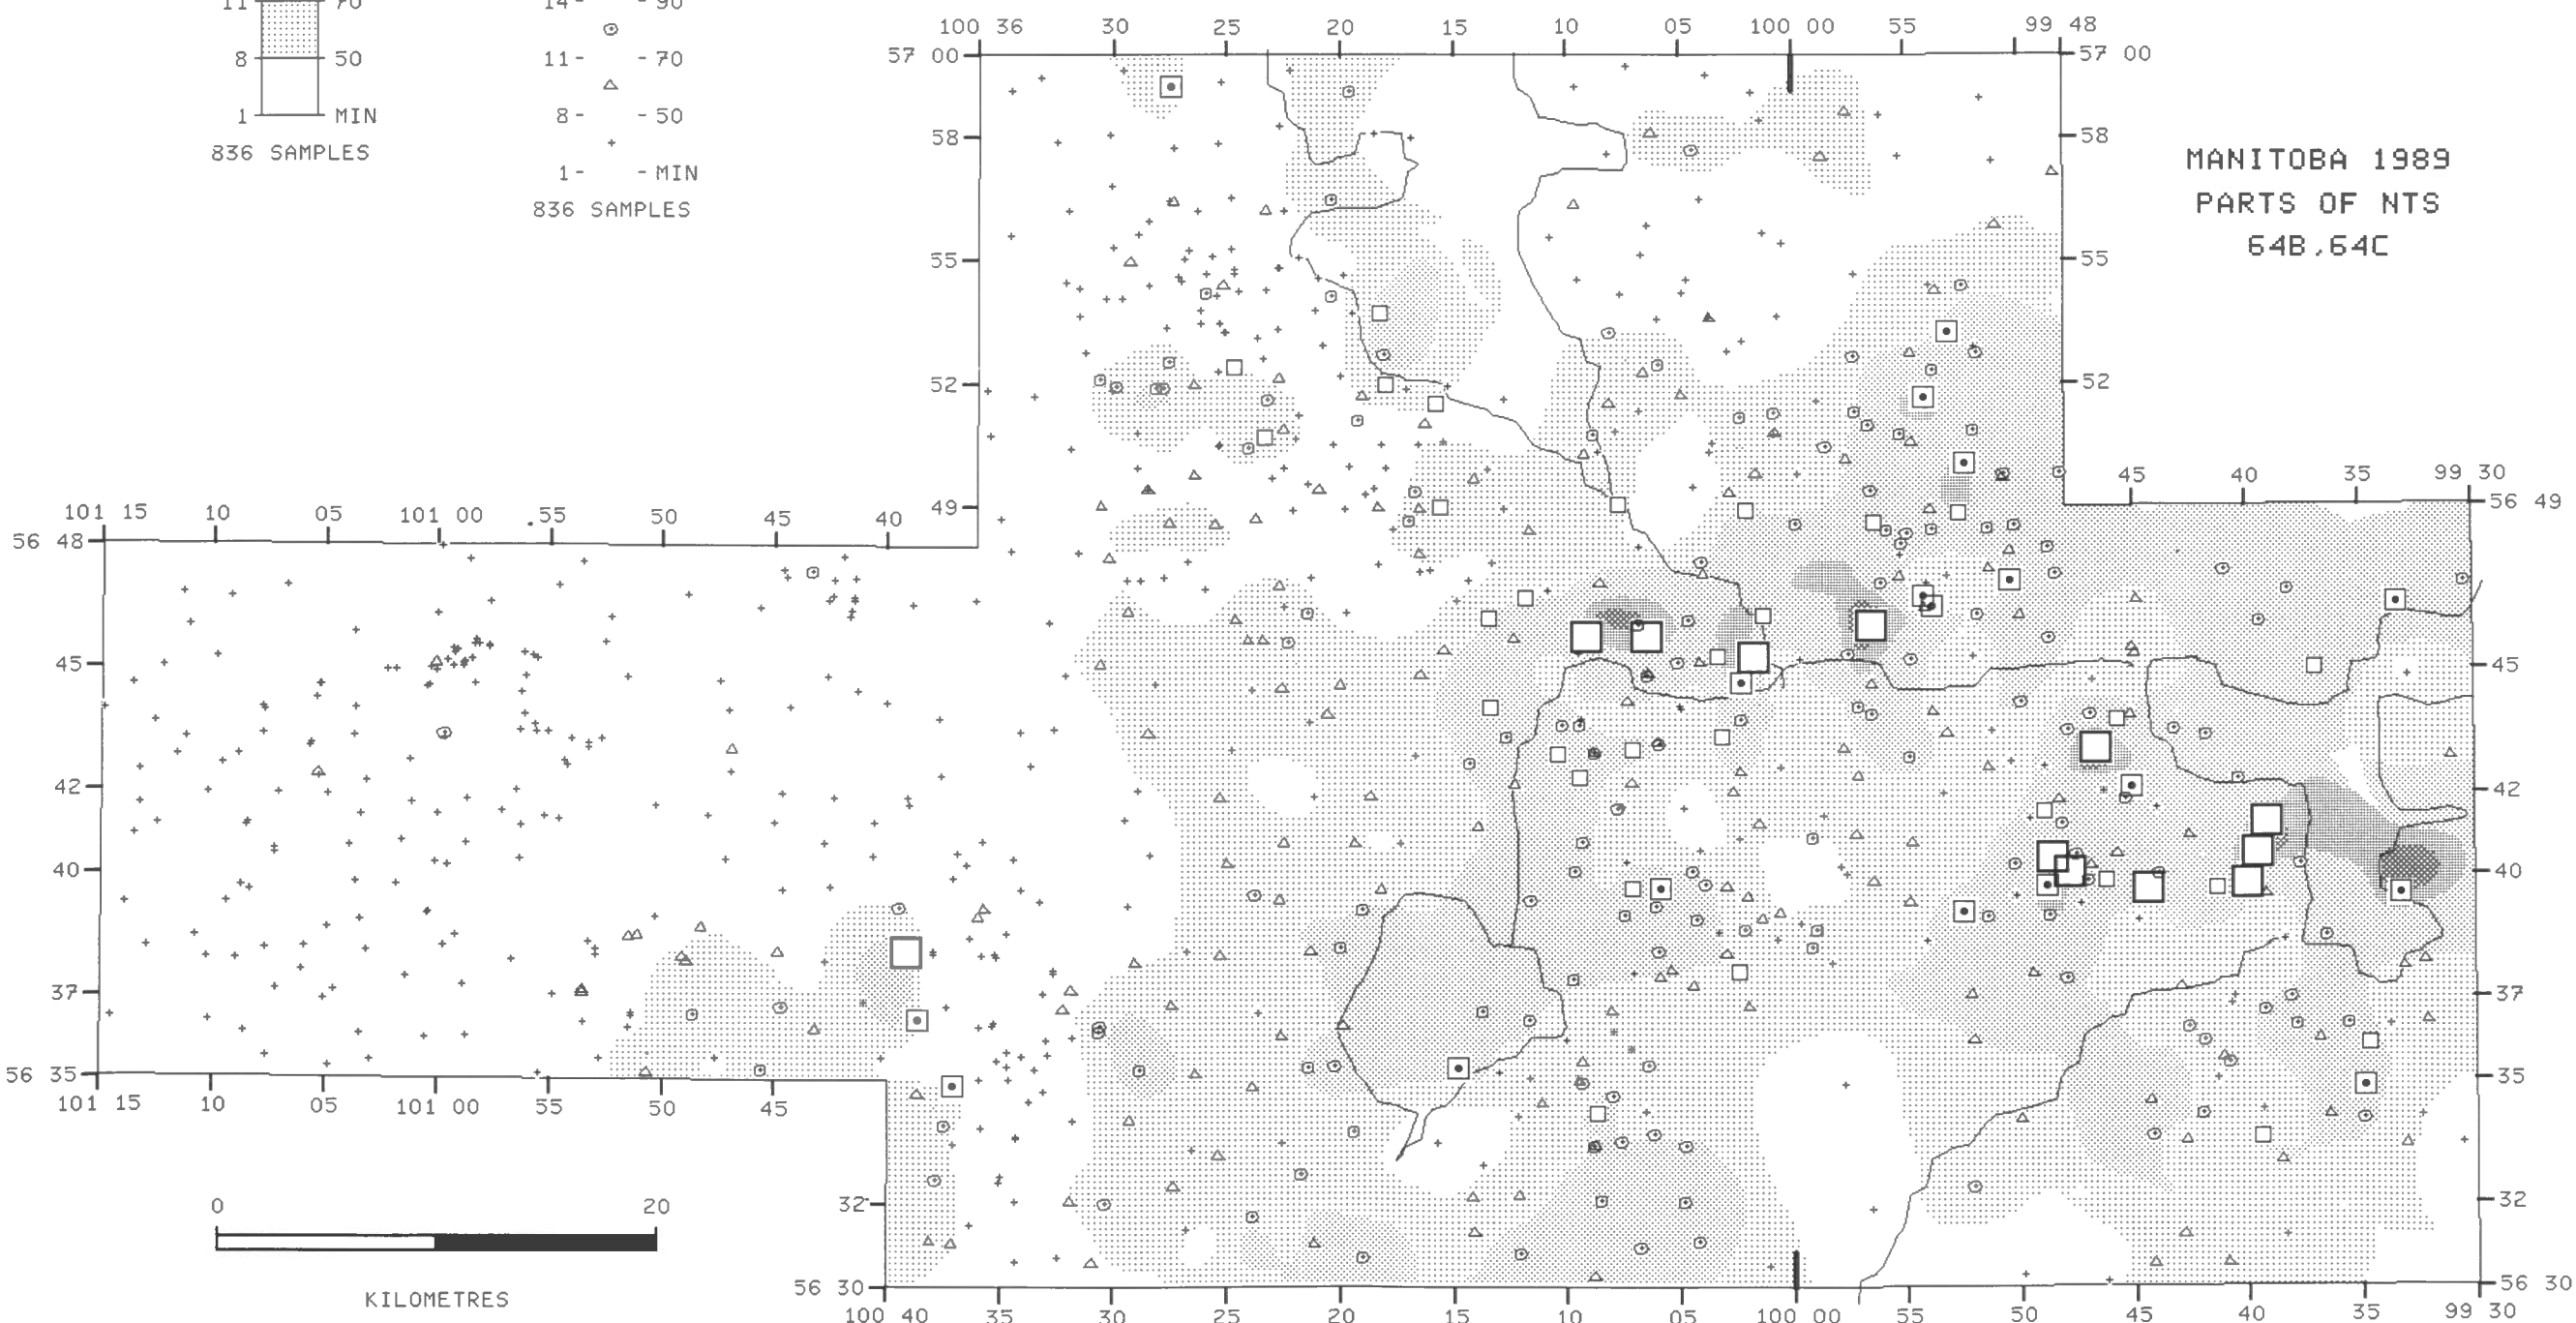 11 70
8 50
1 MIN
836 SAMPLES
14- -90
11- -70
8- -50
1- -MIN
836 SAMPLES
100 36 30 25 20 15 10 05 100 00 55 99 48
57 00 57 00
58 58
MANITOBA 1989
PARTS OF NTS
64B,64C
55 55
52 52
45 40 35 99 30
49 56 49
101 15 10 05 101 00 55 50 45 40
56 48
45 45
42 42
40 40
37 37
56 35 35
101 15 10 05 101 00 55 50 45
32 32
0 20
KILOMETRES
56 30 56 30
100 40 35 30 25 20 15 10 05 100 00 55 50 45 40 35 99 30